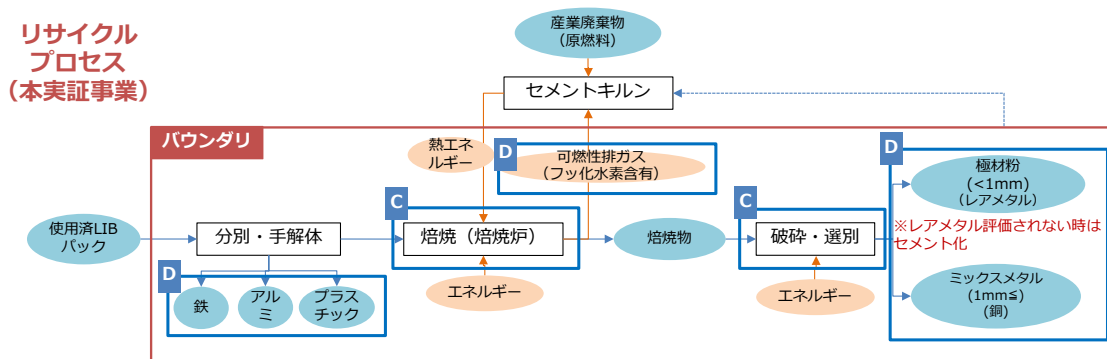 リサイクル
プロセス
（本実証事業）
産業廃棄物
（原燃料）
セメントキルン
バウンダリ
熱エネ
ルギー
D
可燃性排ガス
（フッ化水素含有）
D
極材粉
(<1mm)
（レアメタル）
使用済LIB
パック
分別・手解体
C
焙焼（焙焼炉）
焙焼物
C
破砕・選別
※レアメタル評価されない時は
セメント化
D
鉄
アル
ミ
プラス
チック
エネルギー
エネルギー
ミックスメタル
(1mm≦)
(銅)